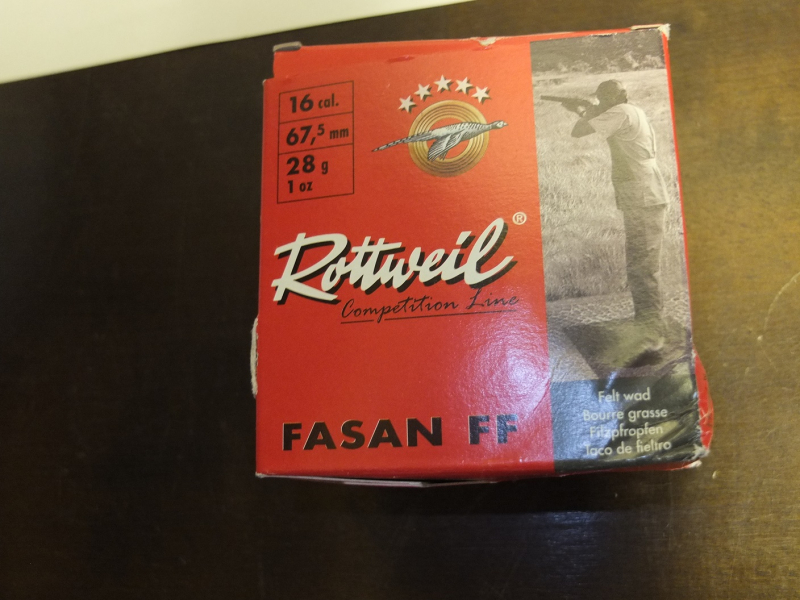 16 cal.
67,5 mm
28 g
1 oz
Rottweil®
Competition Line
FASAN FF
Felt wad
Bourre grasse
Filzpfropfen
Taco de fieltro